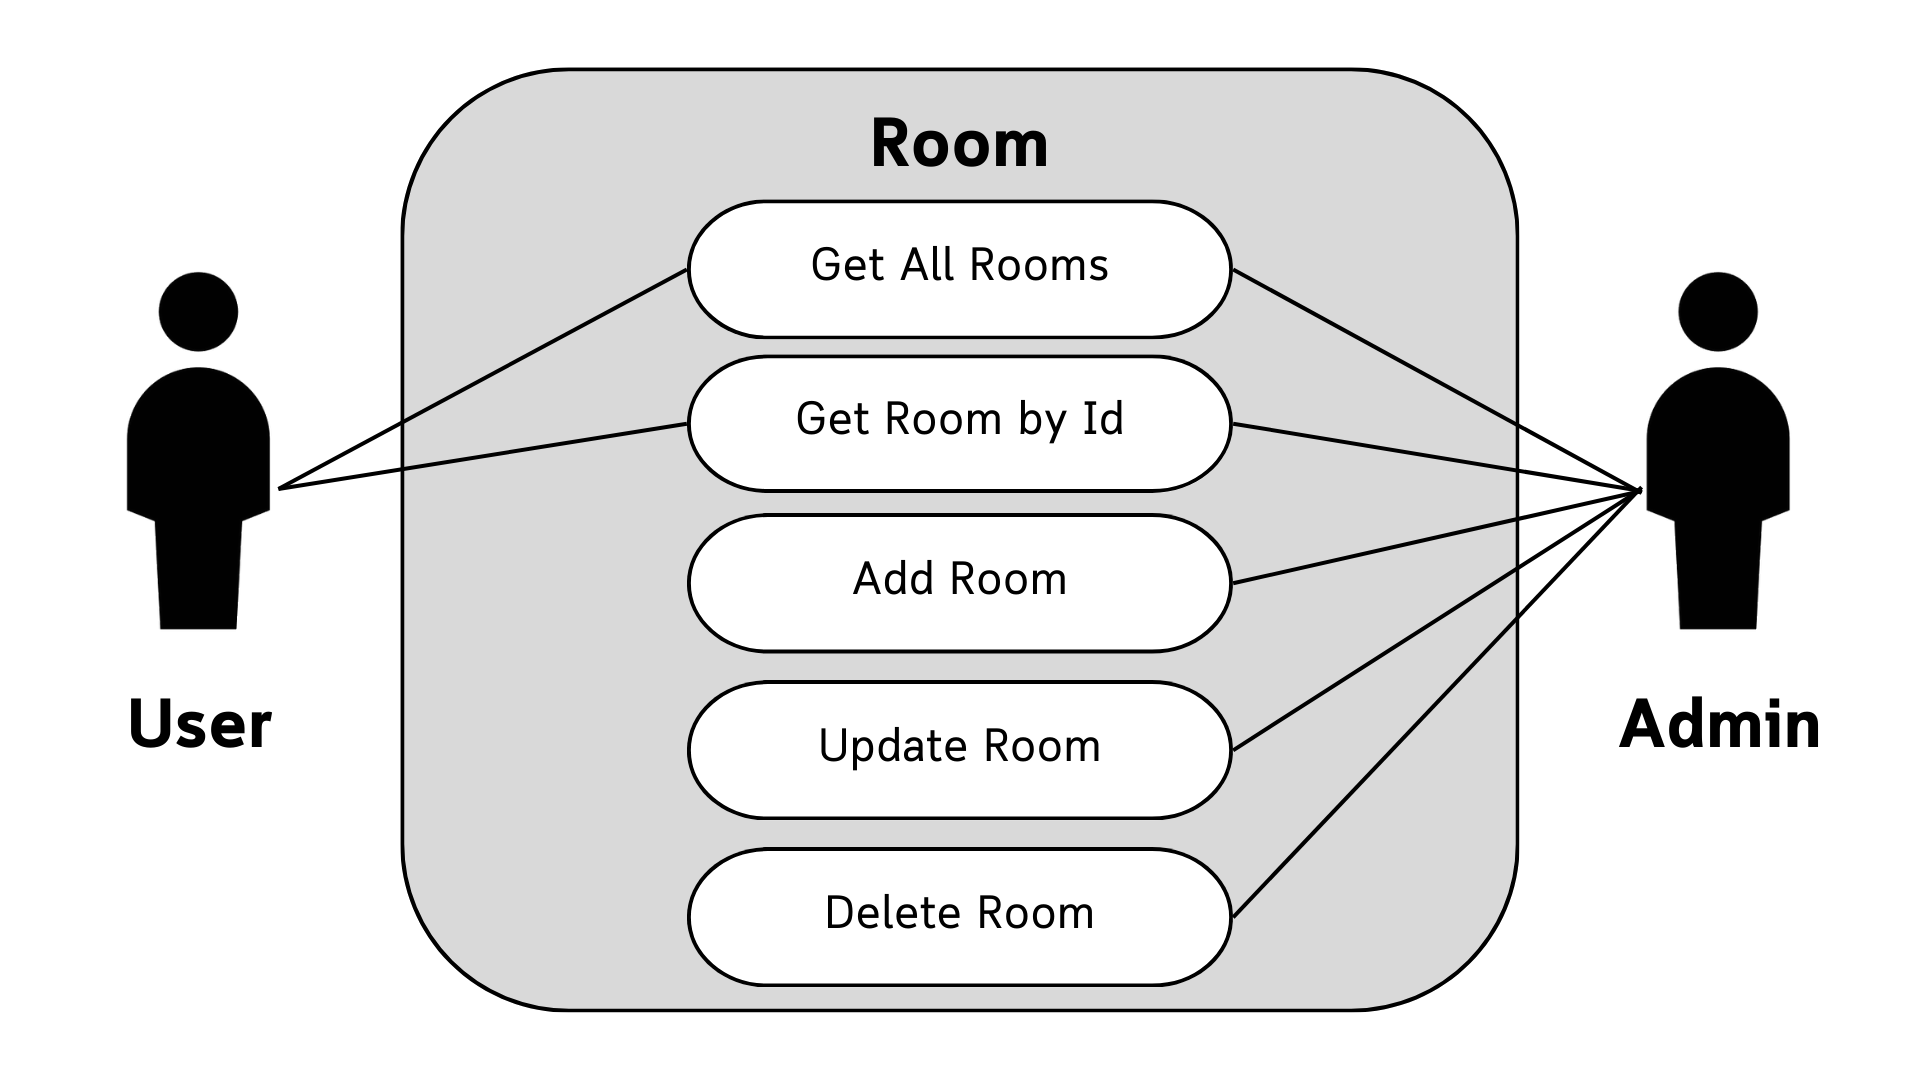 Room
Get All Rooms
Get Room by Id
Add Room
Update Room
Delete Room
User
Admin